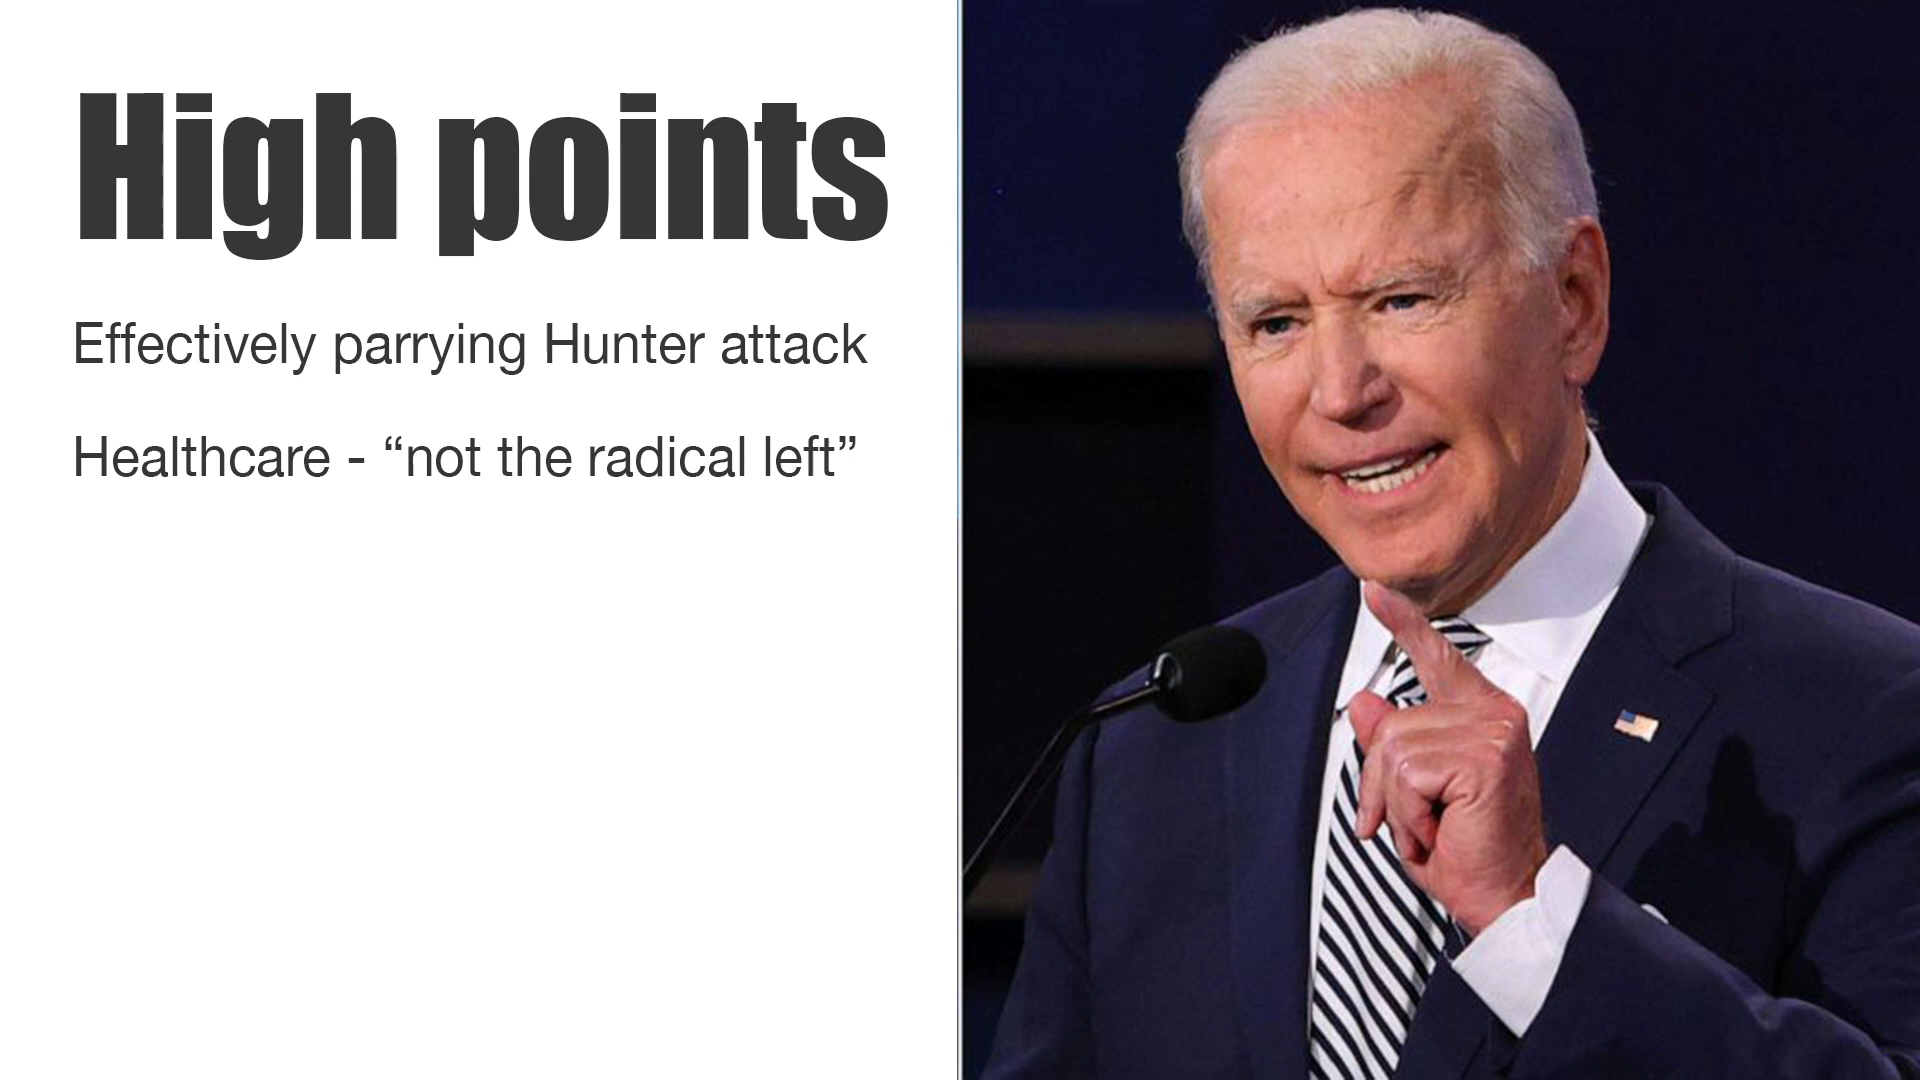 High points
Effectively parrying Hunter attack
Healthcare - “not the radical left”